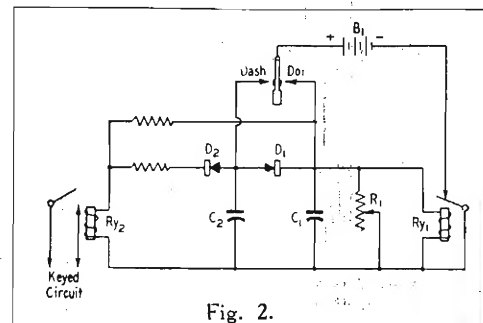 B₁
+ −
Dash Dot
D₂ D₁
R₁
C₂ C₁
Ry₂ Ry₁
Keyed
Circuit
Fig. 2.